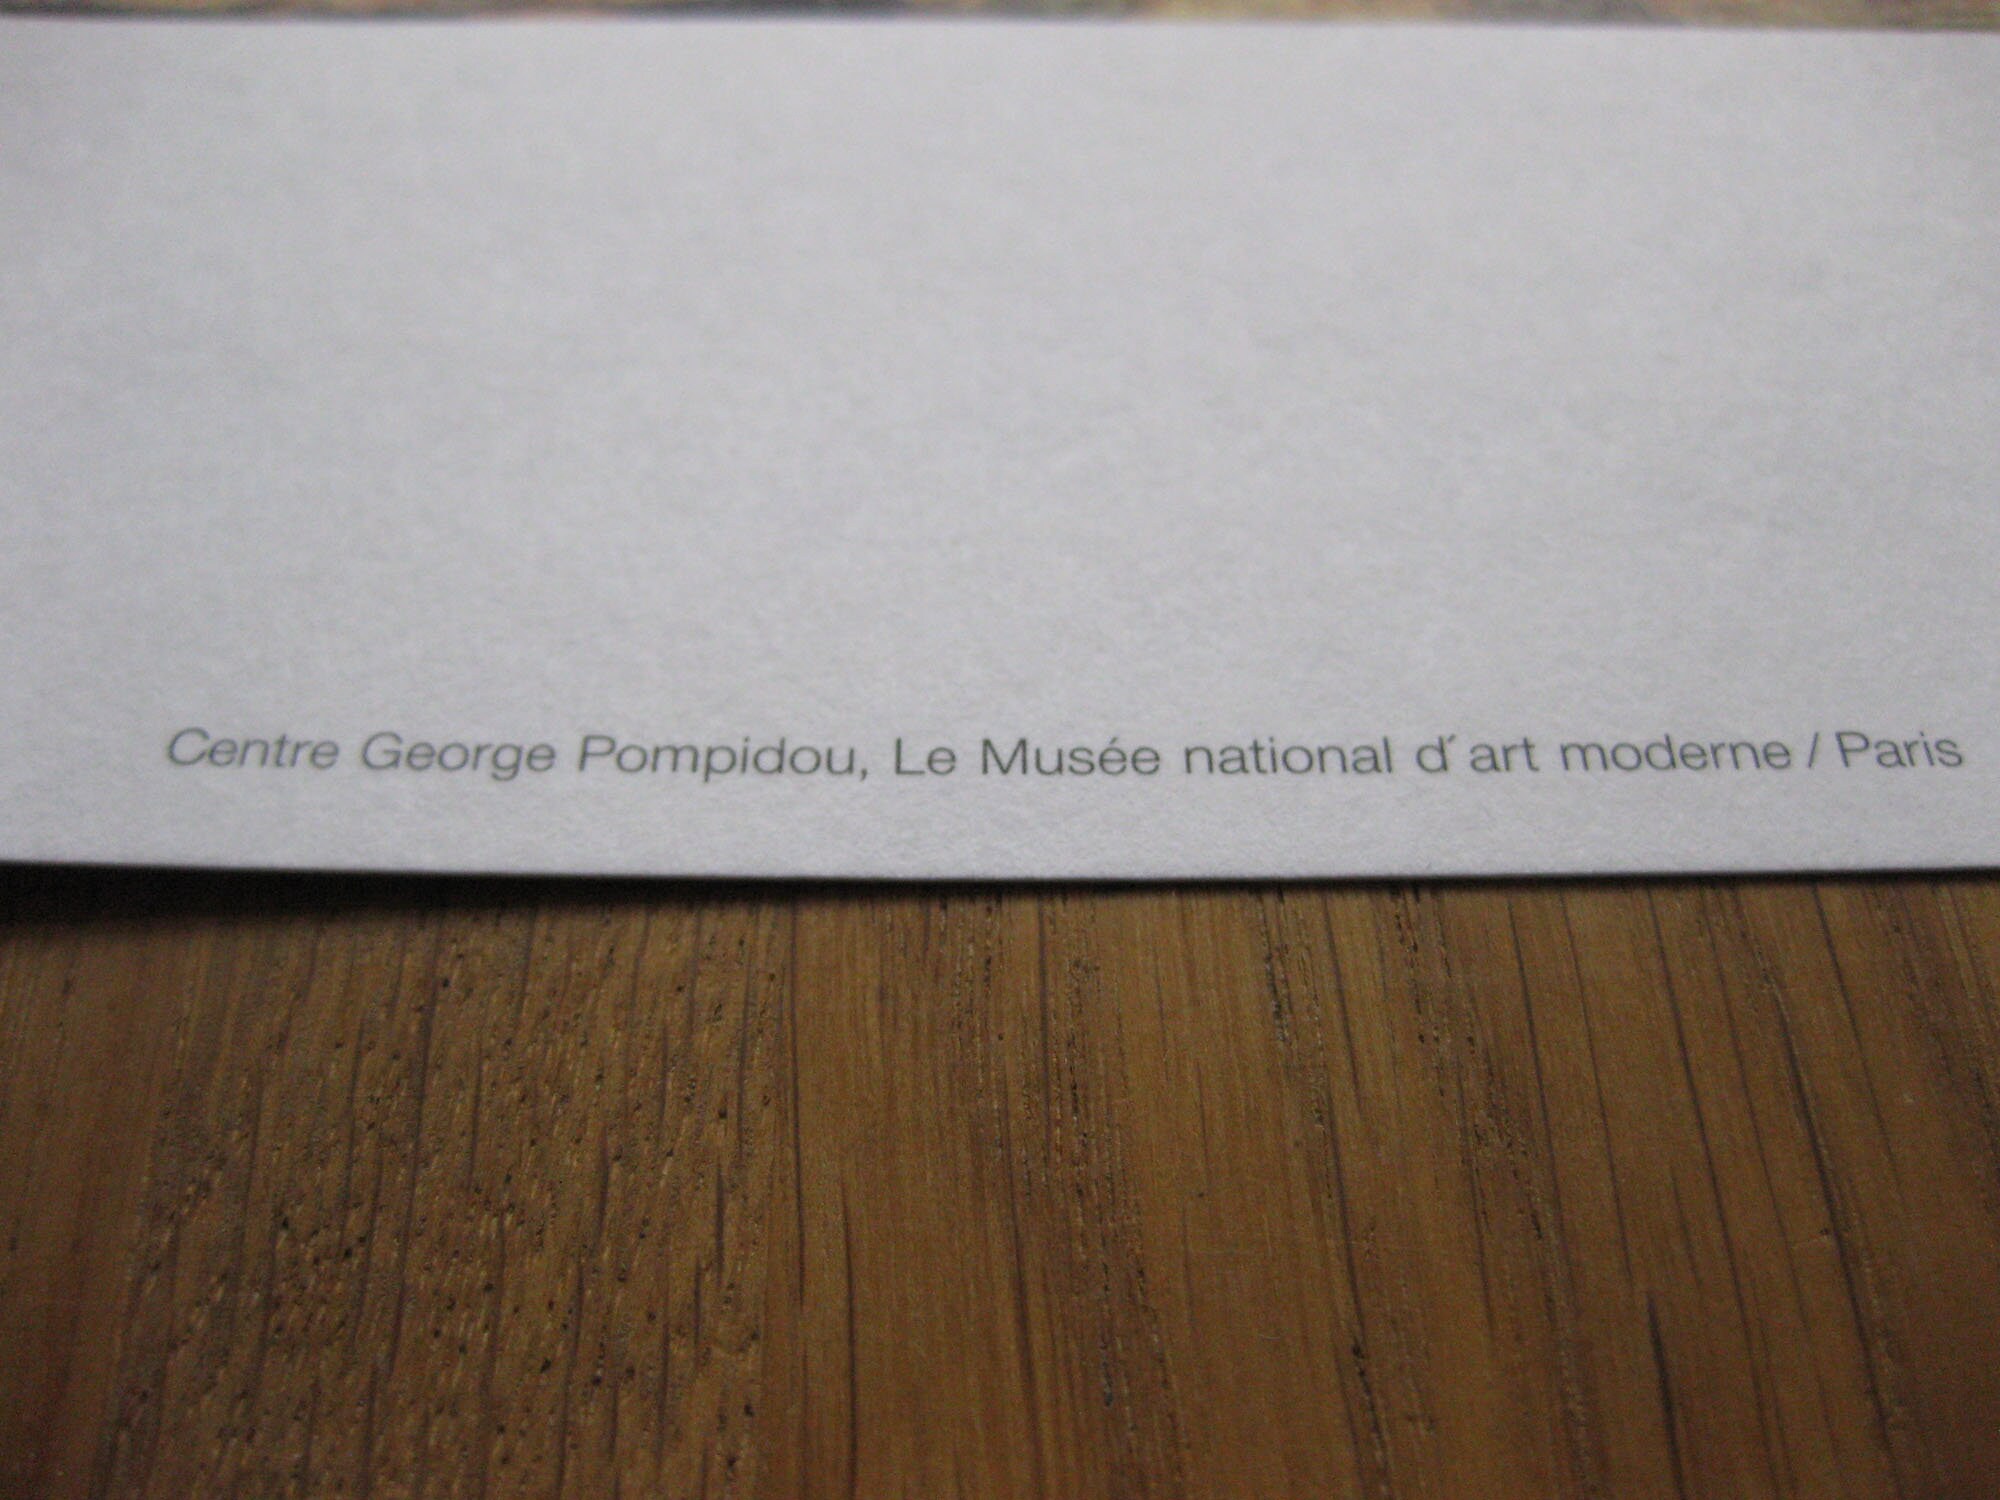 Centre George Pompidou, Le Musée national d´art moderne / Paris